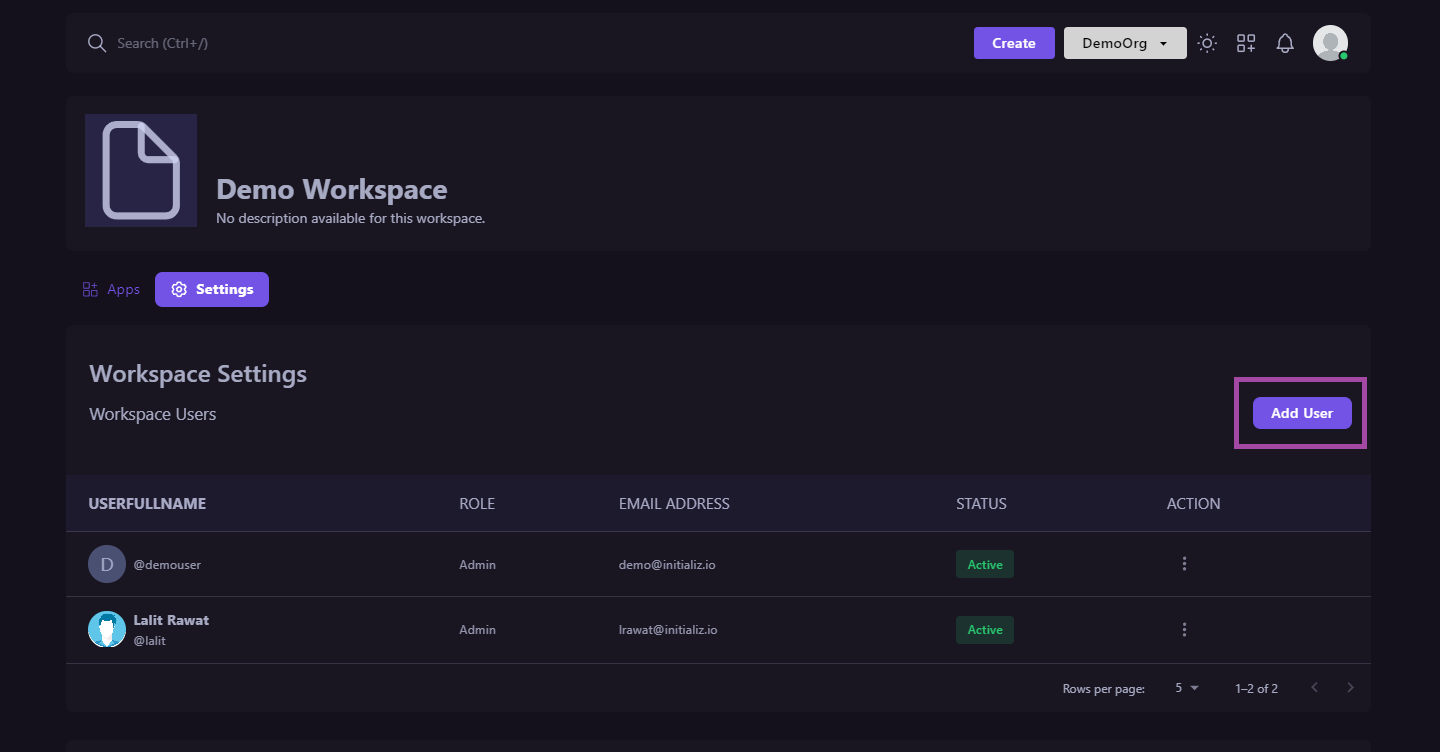 Search (Ctrl+/)
Create
DemoOrg
Demo Workspace
No description available for this workspace.
Apps
Settings
Workspace Settings
Workspace Users
Add User
USERFULLNAME ROLE EMAIL ADDRESS STATUS ACTION
D @demouser Admin demo@initializ.io Active
Lalit Rawat
@lalit Admin lrawat@initializ.io Active
Rows per page: 5 1–2 of 2